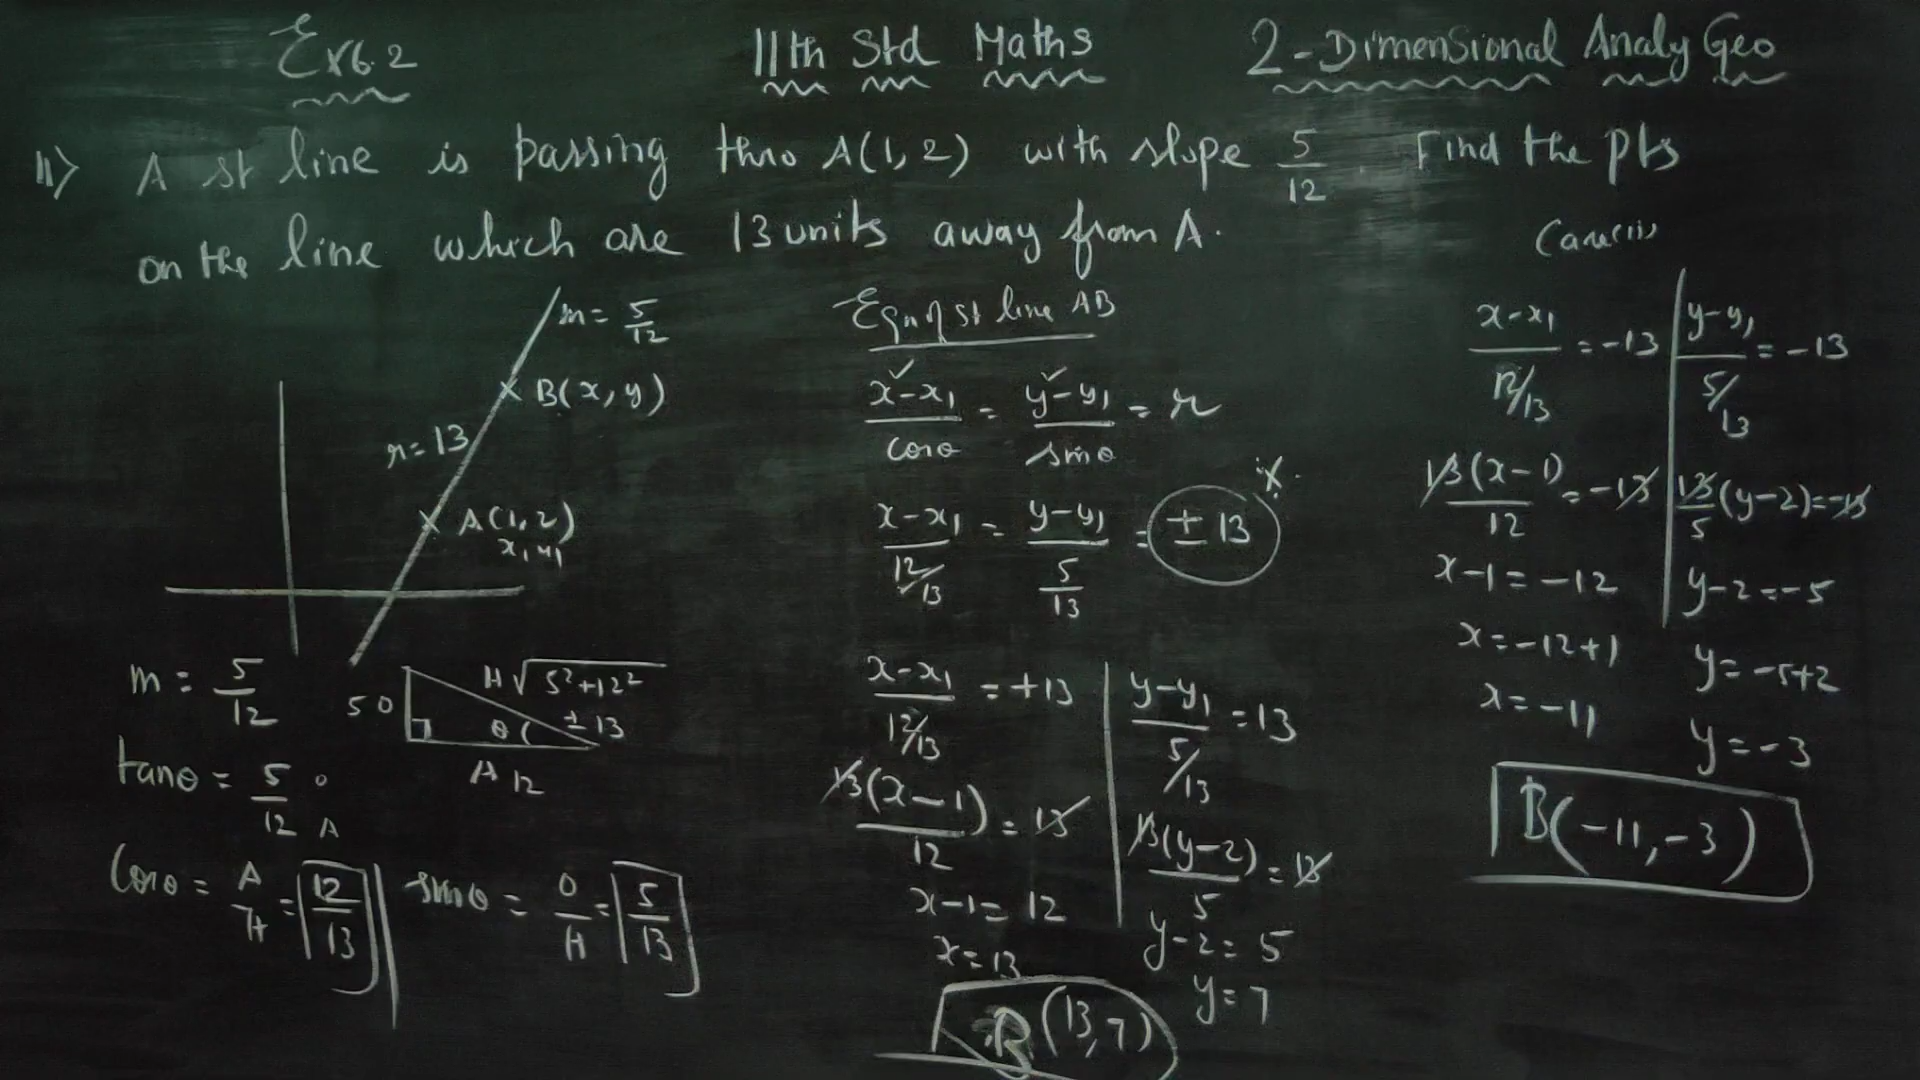 Ex 6.2 11th Std Maths 2-Dimensional Analy Geo
11) A st line is passing thro A(1,2) with slope 5/12. Find the pts
on the line which are 13 units away from A.
m = 5/12
B(x, y)
r = 13
A(1,2)
x₁ y₁
m = 5/12
5 O
H √5²+12²
± 13
θ
A 12
tanθ = 5/12 O/A
Cosθ = A/H = 12/13
sinθ = O/H = 5/13
Eqn of st line AB
x-x₁/cosθ = y-y₁/sinθ = r
x-x₁/12/13 = y-y₁/5/13 = ±13
x-x₁/12/13 = +13
13(x-1)/12 = 13
x-1 = 12
x = 13
y-y₁/5/13 = 13
13(y-2)/5 = 13
y-2 = 5
y = 7
B(13,7)
Case(ii)
x-x₁/12/13 = -13
13(x-1)/12 = -13
x-1 = -12
x = -12+1
x = -11
y-y₁/5/13 = -13
13/5(y-2) = -13
y-2 = -5
y = -5+2
y = -3
B(-11,-3)